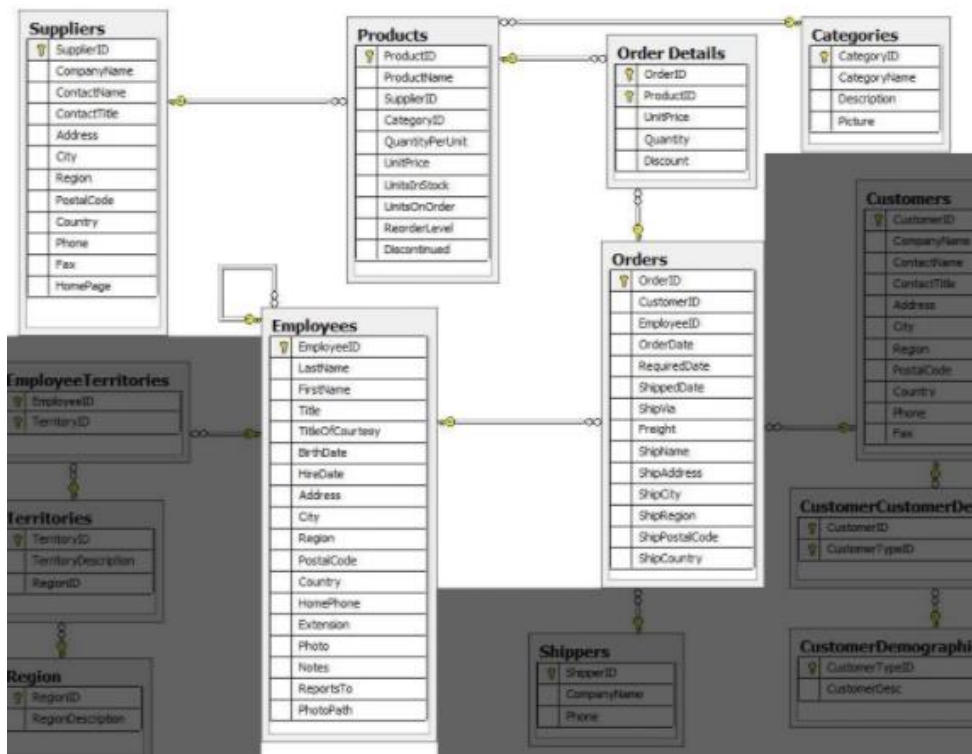 Suppliers
SupplierID
CompanyName
ContactName
ContactTitle
Address
City
Region
PostalCode
Country
Phone
Fax
HomePage
Products
ProductID
ProductName
SupplierID
CategoryID
QuantityPerUnit
UnitPrice
UnitsInStock
UnitsOnOrder
ReorderLevel
Discontinued
Order Details
OrderID
ProductID
UnitPrice
Quantity
Discount
Categories
CategoryID
CategoryName
Description
Picture
Employees
EmployeeID
LastName
FirstName
Title
TitleOfCourtesy
BirthDate
HireDate
Address
City
Region
PostalCode
Country
HomePhone
Extension
Photo
Notes
ReportsTo
PhotoPath
Orders
OrderID
CustomerID
EmployeeID
OrderDate
RequiredDate
ShippedDate
ShipVia
Freight
ShipName
ShipAddress
ShipCity
ShipRegion
ShipPostalCode
ShipCountry
Customers
CustomerID
CompanyName
ContactName
ContactTitle
Address
City
Region
PostalCode
Country
Phone
Fax
EmployeeTerritories
EmployeeID
TerritoryID
Territories
TerritoryID
TerritoryDescription
RegionID
Region
RegionID
RegionDescription
Shippers
ShipperID
CompanyName
Phone
CustomerCustomerDe
CustomerID
CustomerTypeID
CustomerDemographi
CustomerTypeID
CustomerDesc